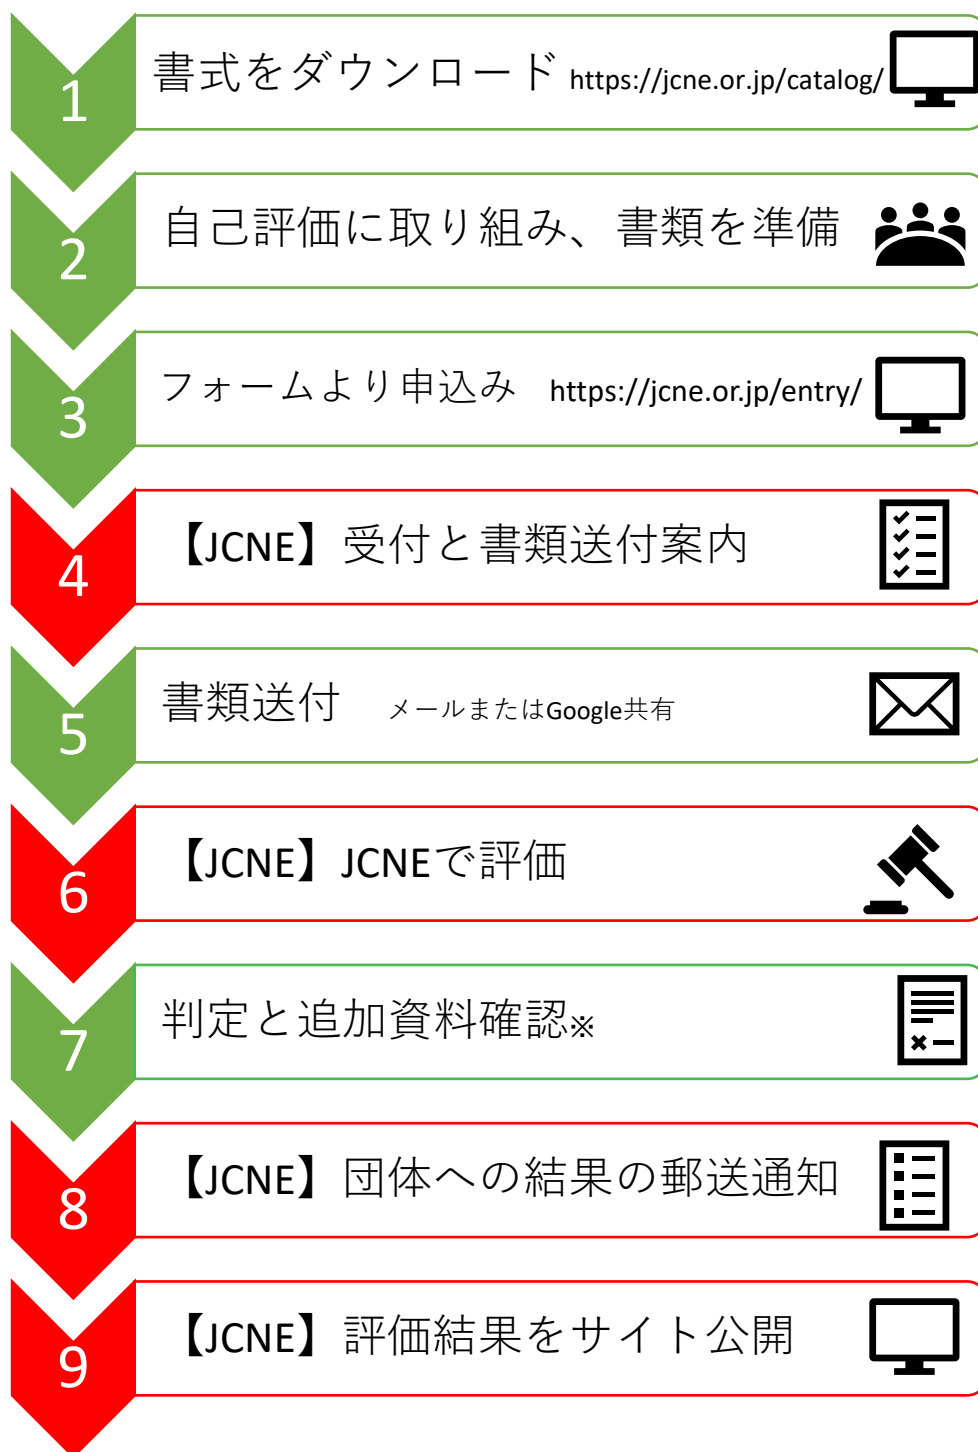 1
書式をダウンロード https://jcne.or.jp/catalog/
2
自己評価に取り組み、書類を準備
3
フォームより申込み https://jcne.or.jp/entry/
4
【JCNE】受付と書類送付案内
5
書類送付 メールまたはGoogle共有
6
【JCNE】JCNEで評価
7
判定と追加資料確認※
8
【JCNE】団体への結果の郵送通知
9
【JCNE】評価結果をサイト公開